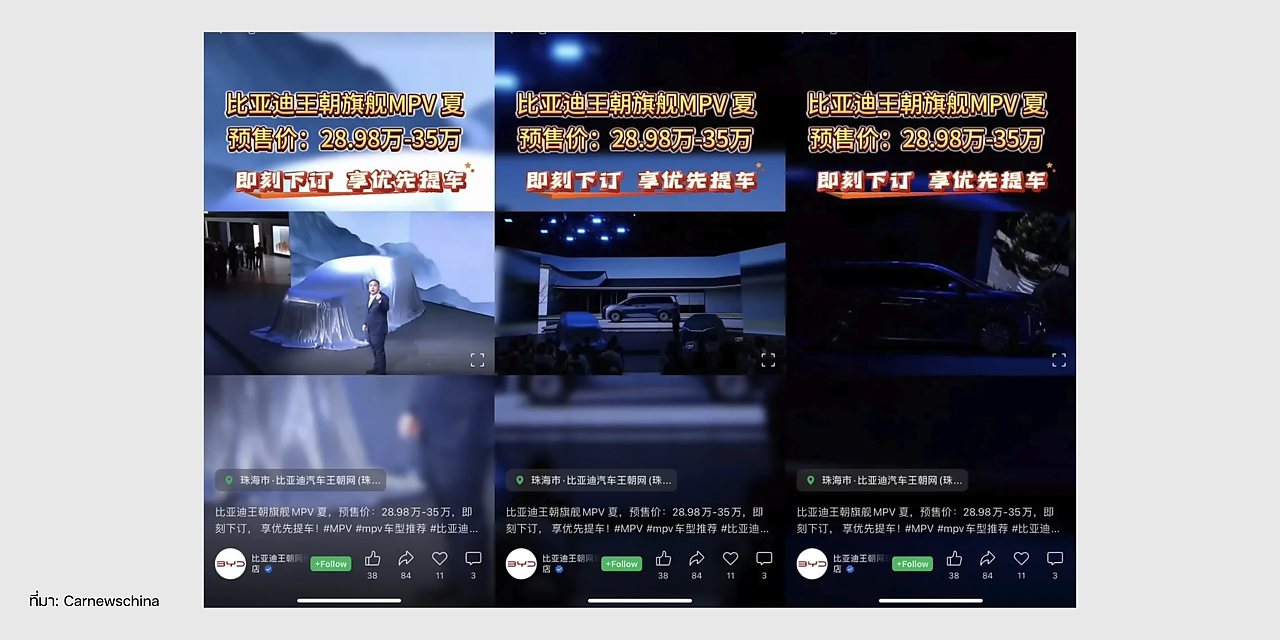 比亚迪王朝旗舰MPV 夏
预售价：28.98万-35万
即刻下订 享优先提车
珠海市·比亚迪汽车王朝网 (珠...
比亚迪王朝旗舰MPV 夏，预售价：28.98万-35万，即
刻下订， 享优先提车！#MPV #mpv车型推荐 #比亚迪...
BYD
比亚迪王朝网
店
+Follow
38
84
11
3
比亚迪王朝旗舰MPV 夏
预售价：28.98万-35万
即刻下订 享优先提车
珠海市·比亚迪汽车王朝网 (珠...
比亚迪王朝旗舰MPV 夏，预售价：28.98万-35万，即
刻下订， 享优先提车！#MPV #mpv车型推荐 #比亚迪...
BYD
比亚迪王朝网
店
+Follow
38
84
11
3
比亚迪王朝旗舰MPV 夏
预售价：28.98万-35万
即刻下订 享优先提车
珠海市·比亚迪汽车王朝网 (珠...
比亚迪王朝旗舰MPV 夏，预售价：28.98万-35万，即
刻下订， 享优先提车！#MPV #mpv车型推荐 #比亚迪...
BYD
比亚迪王朝网
店
+Follow
38
84
11
3
ที่มา: Carnewschina